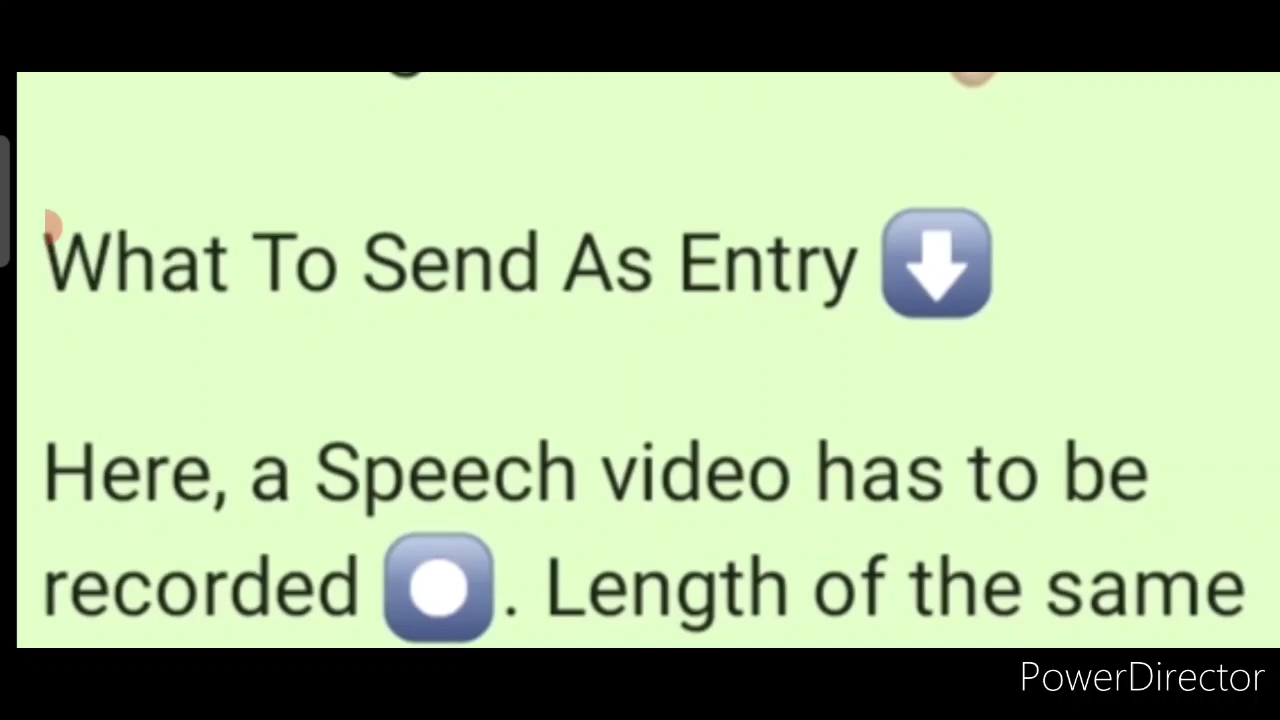 What To Send As Entry ⬇️
Here, a Speech video has to be
recorded ⏺️. Length of the same
PowerDirector